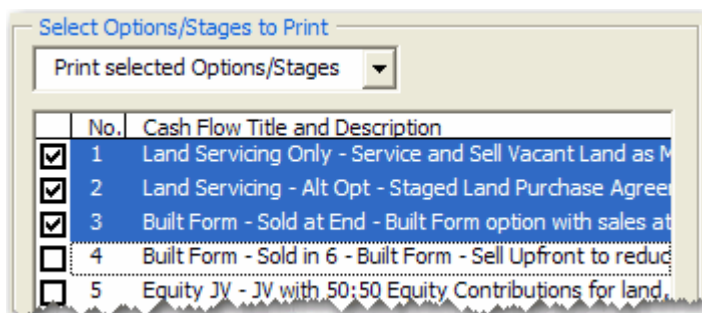 Select Options/Stages to Print
Print selected Options/Stages
No. Cash Flow Title and Description
1 Land Servicing Only - Service and Sell Vacant Land as
2 Land Servicing - Alt Opt - Staged Land Purchase
3 Built Form - Sold at End - Built Form option with sales at
4 Built Form - Sold in 6 - Built Form - Sell Upfront to
5 Equity JV - JV with 50:50 Equity Contributions for land,